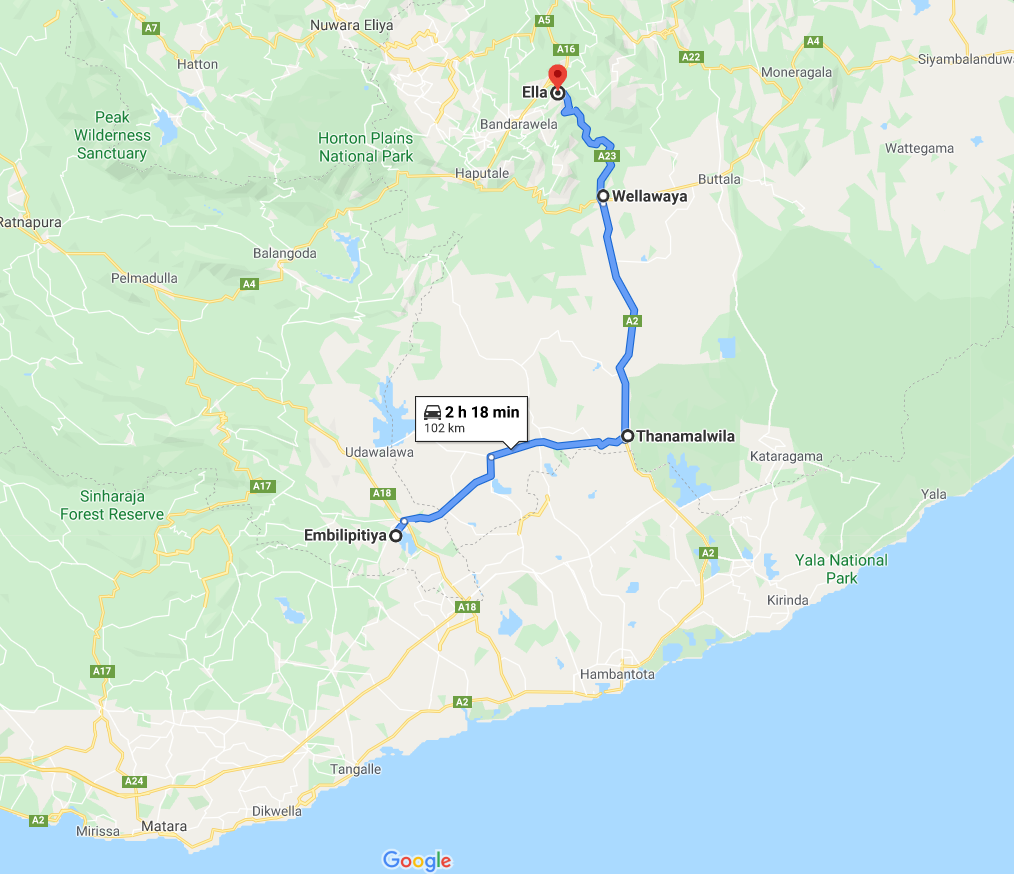 A5
Nuwara Eliya
A7
A4
A16
A22
Siyambalanduw
Hatton
Moneragala
Ella
Peak
Wilderness
Sanctuary
Bandarawela
Horton Plains
National Park
Wattegama
A23
Haputale
Buttala
Wellawaya
Ratnapura
Balangoda
Pelmadulla
A4
A2
2 h 18 min
102 km
Thanamalwila
Udawalawa
Kataragama
A17
A18
Sinharaja
Forest Reserve
Yala
Embilipitiya
A2
Yala National
Park
Kirinda
A18
A17
Hambantota
A2
Tangalle
A24
Dikwella
A2
Matara
Mirissa
Google